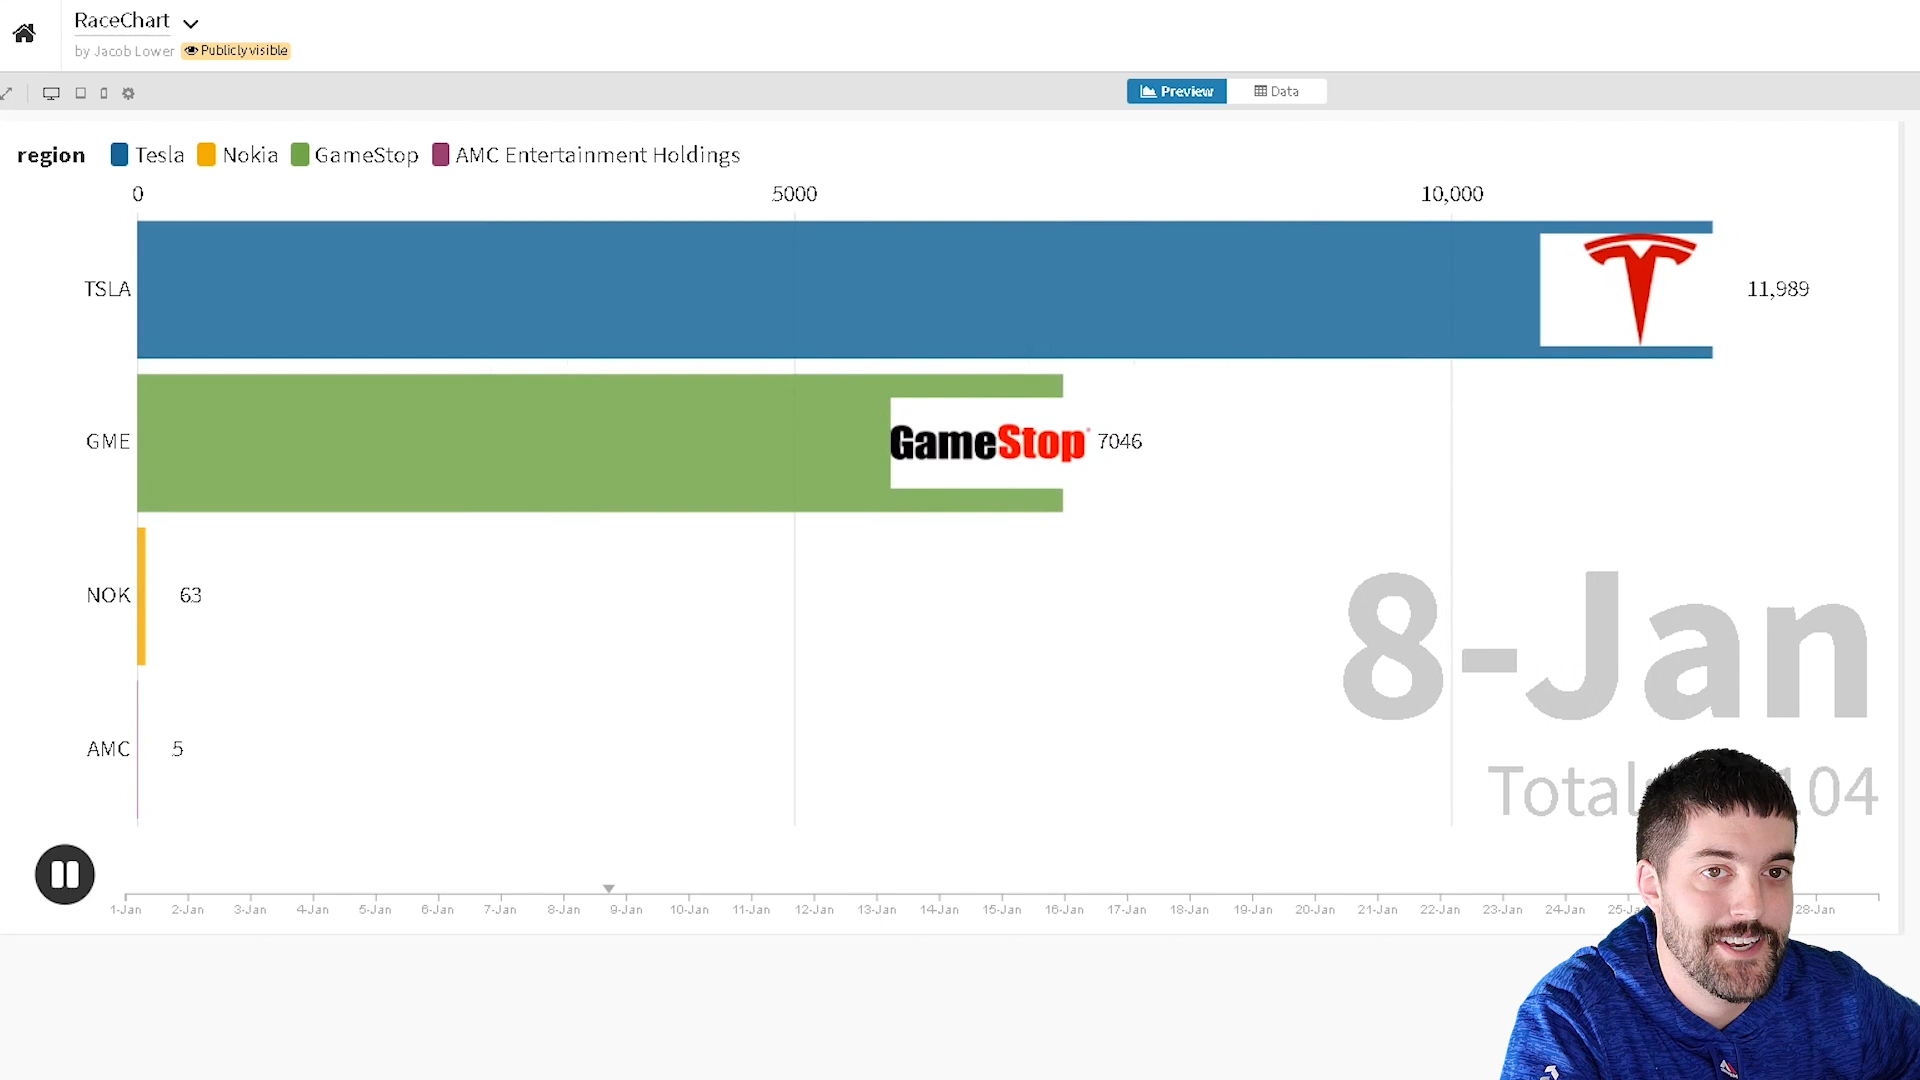 RaceChart
by Jacob Lower Publicly visible
Preview Data
region Tesla Nokia GameStop AMC Entertainment Holdings
0 5000 10,000
TSLA 11,989
GME GameStop 7046
NOK 63
8-Jan
AMC 5
Total 104
1-Jan 2-Jan 3-Jan 4-Jan 5-Jan 6-Jan 7-Jan 8-Jan 9-Jan 10-Jan 11-Jan 12-Jan 13-Jan 14-Jan 15-Jan 16-Jan 17-Jan 18-Jan 19-Jan 20-Jan 21-Jan 22-Jan 23-Jan 24-Jan 28-Jan